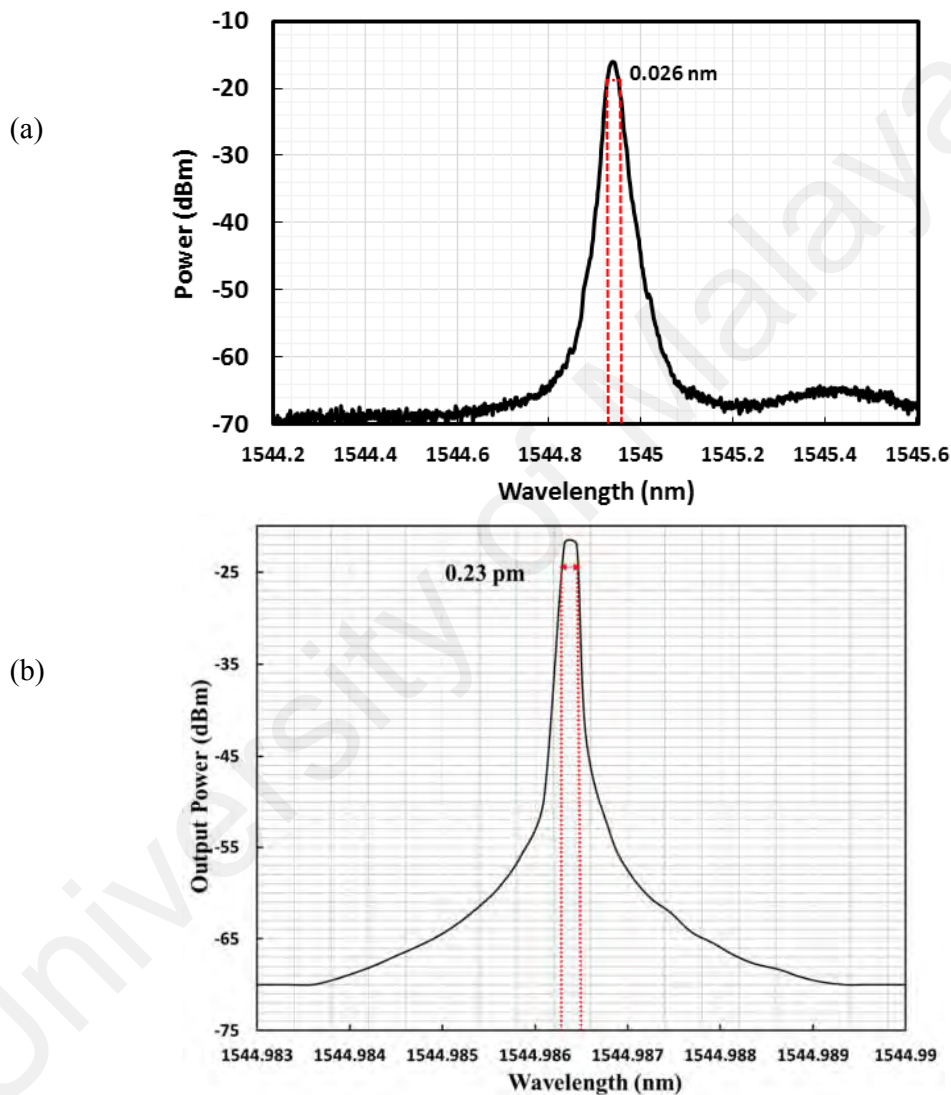 (a)
-10
-20
-30
-40
-50
-60
-70
Power (dBm)
0.026 nm
1544.2 1544.4 1544.6 1544.8 1545 1545.2 1545.4 1545.6
Wavelength (nm)
(b)
-25
-35
-45
-55
-65
-75
Output Power (dBm)
0.23 pm
1544.983 1544.984 1544.985 1544.986 1544.987 1544.988 1544.989 1544.99
Wavelength (nm)
University of Malaya